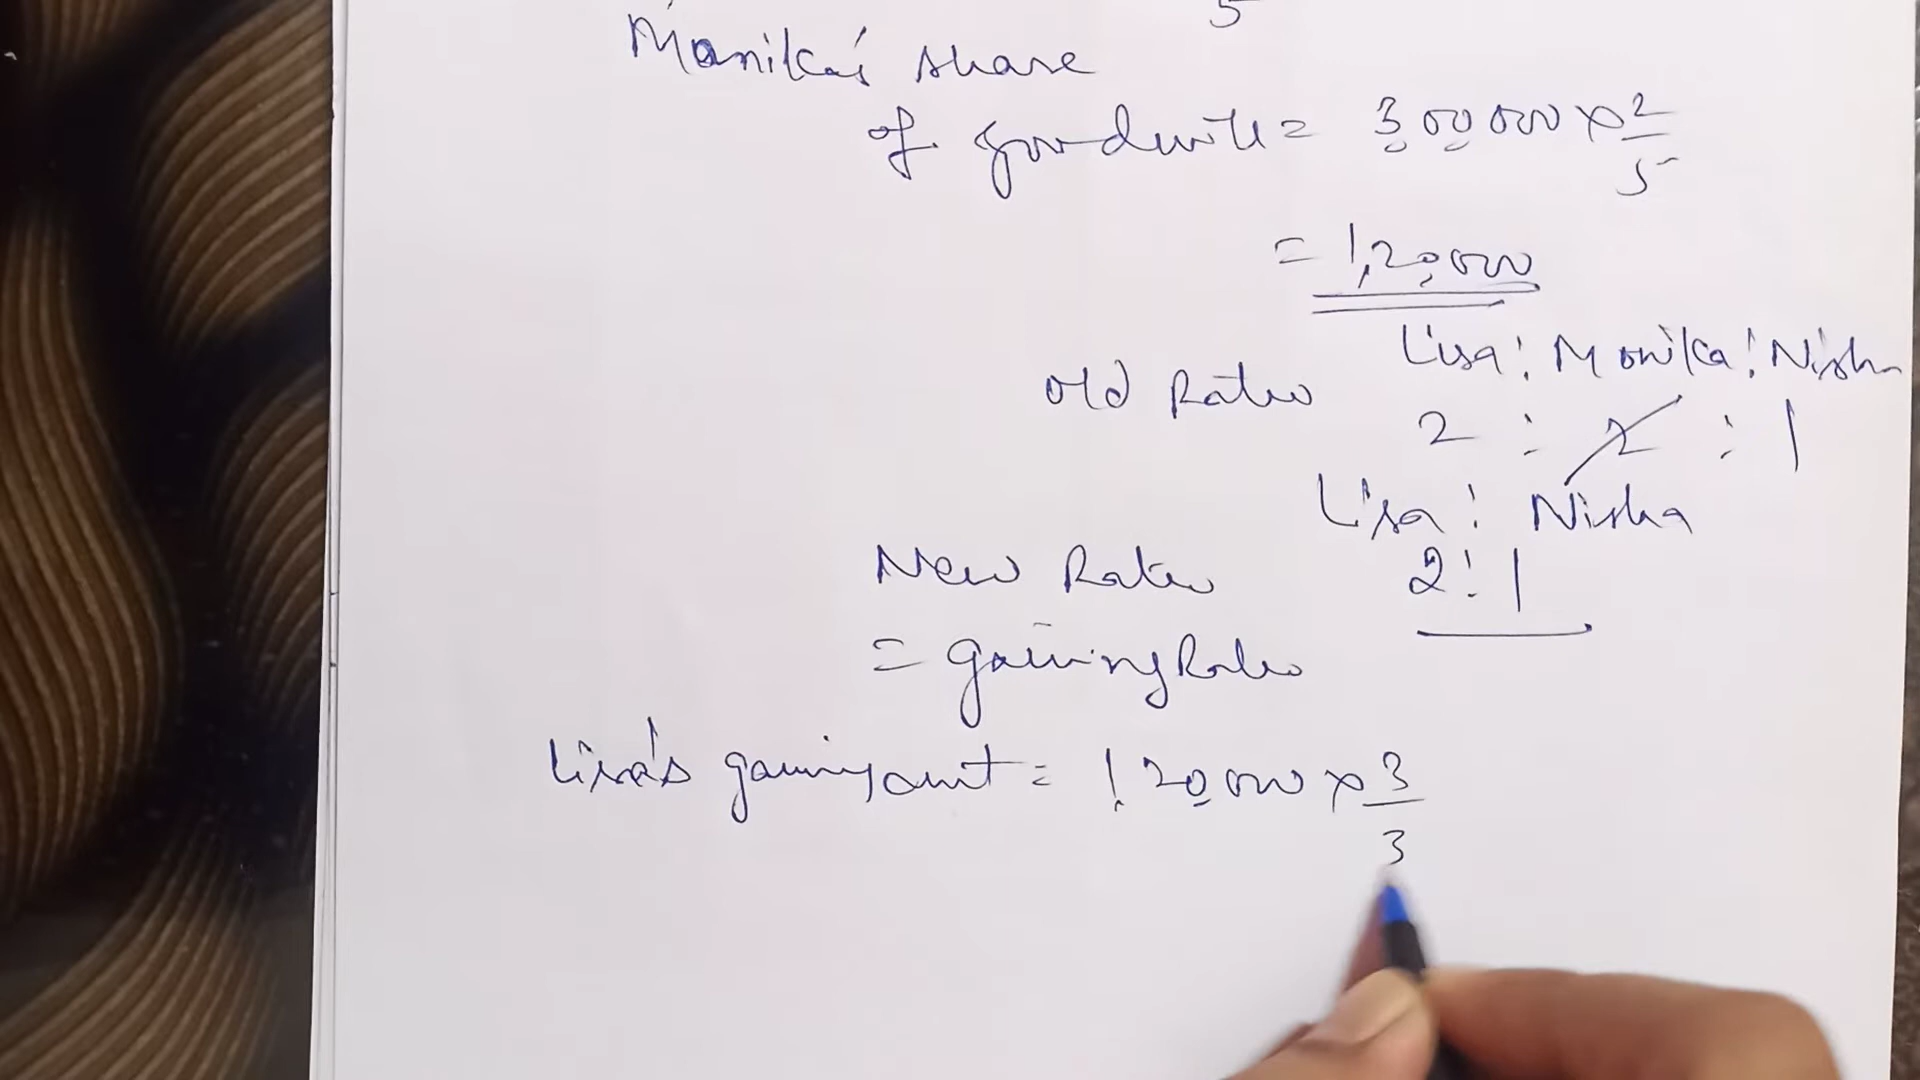 5
Monika's share
of goodwill = 3,00,000 × 2/5
= 1,20,000
Lisa : Monika : Nisha
Old Ratio
2 : 2 : 1
Lisa : Nisha
New Ratio 2 : 1
= gaining Ratio
Lisa's gaining amt = 1,20,000 × 3/3